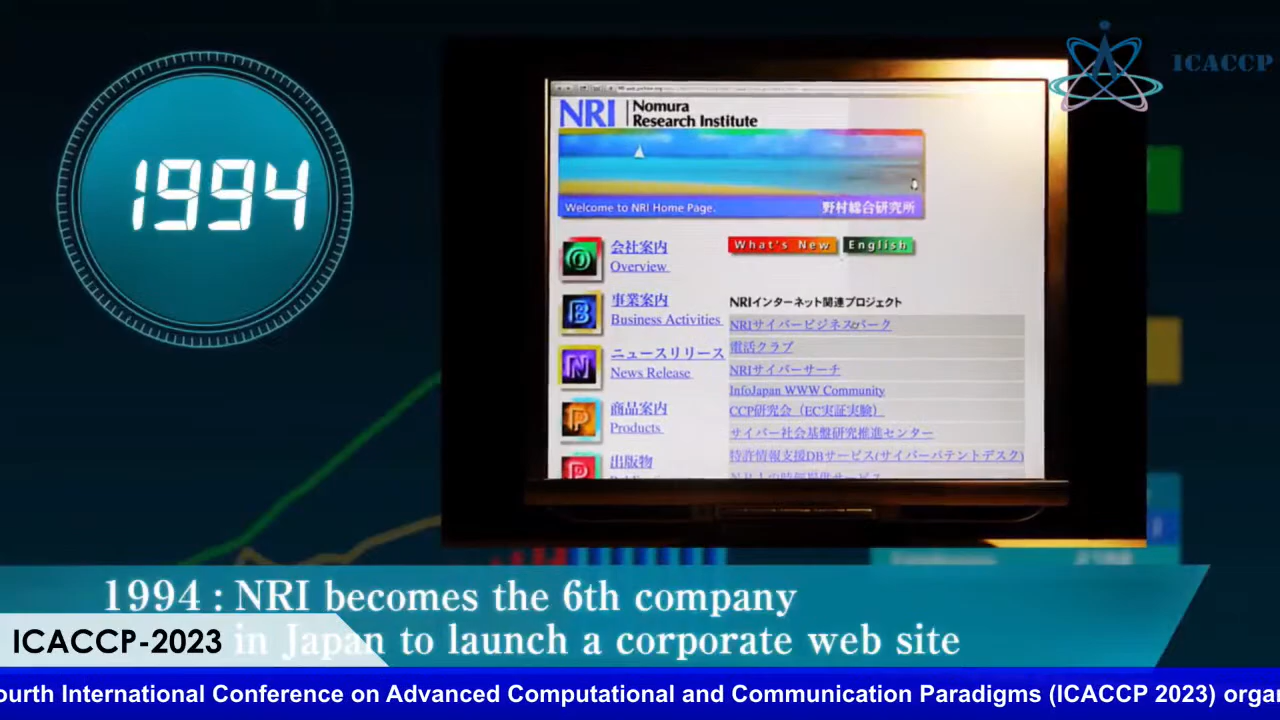 1994
ICACCP
NRI
Nomura
Research Institute
Welcome to NRI Home Page.
野村総合研究所
What's New
English
会社案内
Overview
事業案内
Business Activities
ニュースリリース
News Release
商品案内
Products
出版物
NRIインターネット関連プロジェクト
NRIサイバービジネスパーク
電活クラブ
NRIサイバーサーチ
InfoJapan WWW Community
CCP研究会（EC実証実験）
サイバー社会基盤研究推進センター
特許情報支援DBサービス(サイバーパテントデスク)
1994 : NRI becomes the 6th company
in Japan to launch a corporate web site
ICACCP-2023
ourth International Conference on Advanced Computational and Communication Paradigms (ICACCP 2023) orga